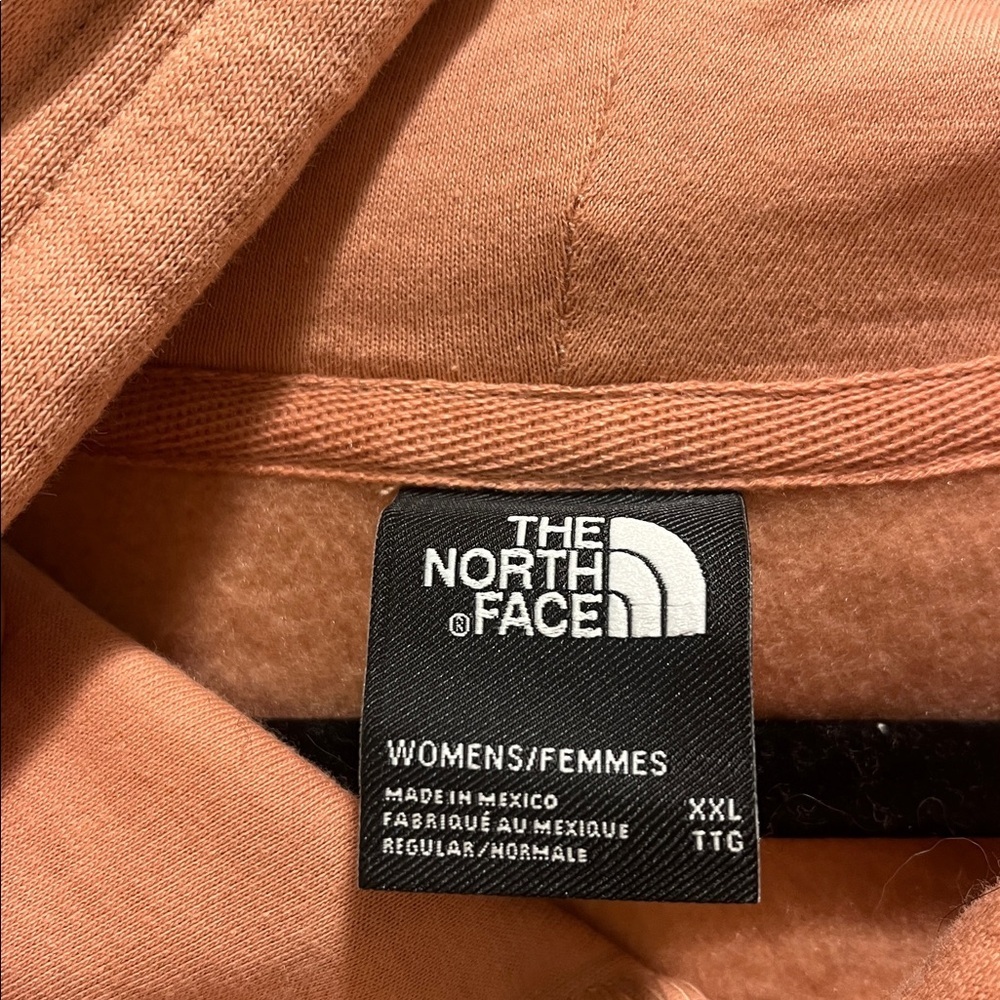 THE
NORTH
®FACE
WOMENS/FEMMES
MADE IN MEXICO
FABRIQUÉ AU MEXIQUE
REGULAR/NORMALE
XXL
TTG